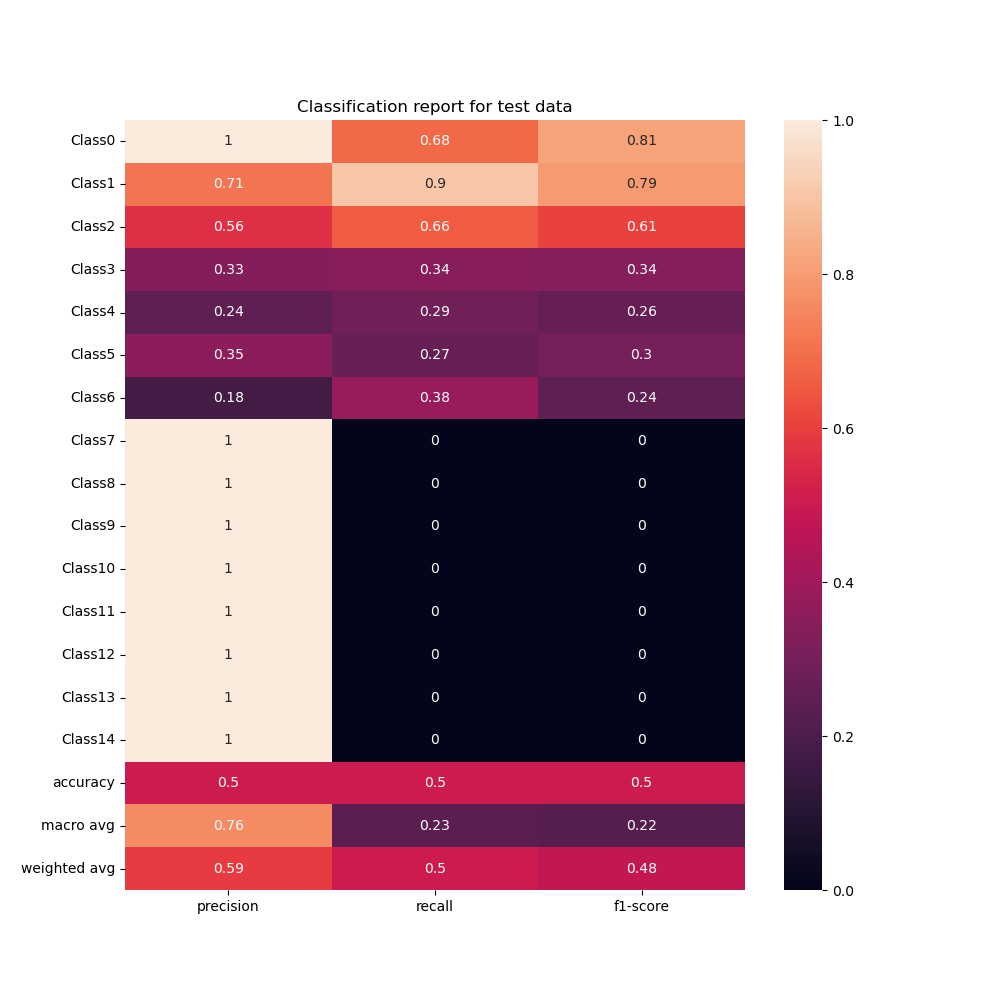 Classification report for test data
Class0 1 0.68 0.81
Class1 0.71 0.9 0.79
Class2 0.56 0.66 0.61
Class3 0.33 0.34 0.34
Class4 0.24 0.29 0.26
Class5 0.35 0.27 0.3
Class6 0.18 0.38 0.24
Class7 1 0 0
Class8 1 0 0
Class9 1 0 0
Class10 1 0 0
Class11 1 0 0
Class12 1 0 0
Class13 1 0 0
Class14 1 0 0
accuracy 0.5 0.5 0.5
macro avg 0.76 0.23 0.22
weighted avg 0.59 0.5 0.48
precision recall f1-score
1.0
0.8
0.6
0.4
0.2
0.0